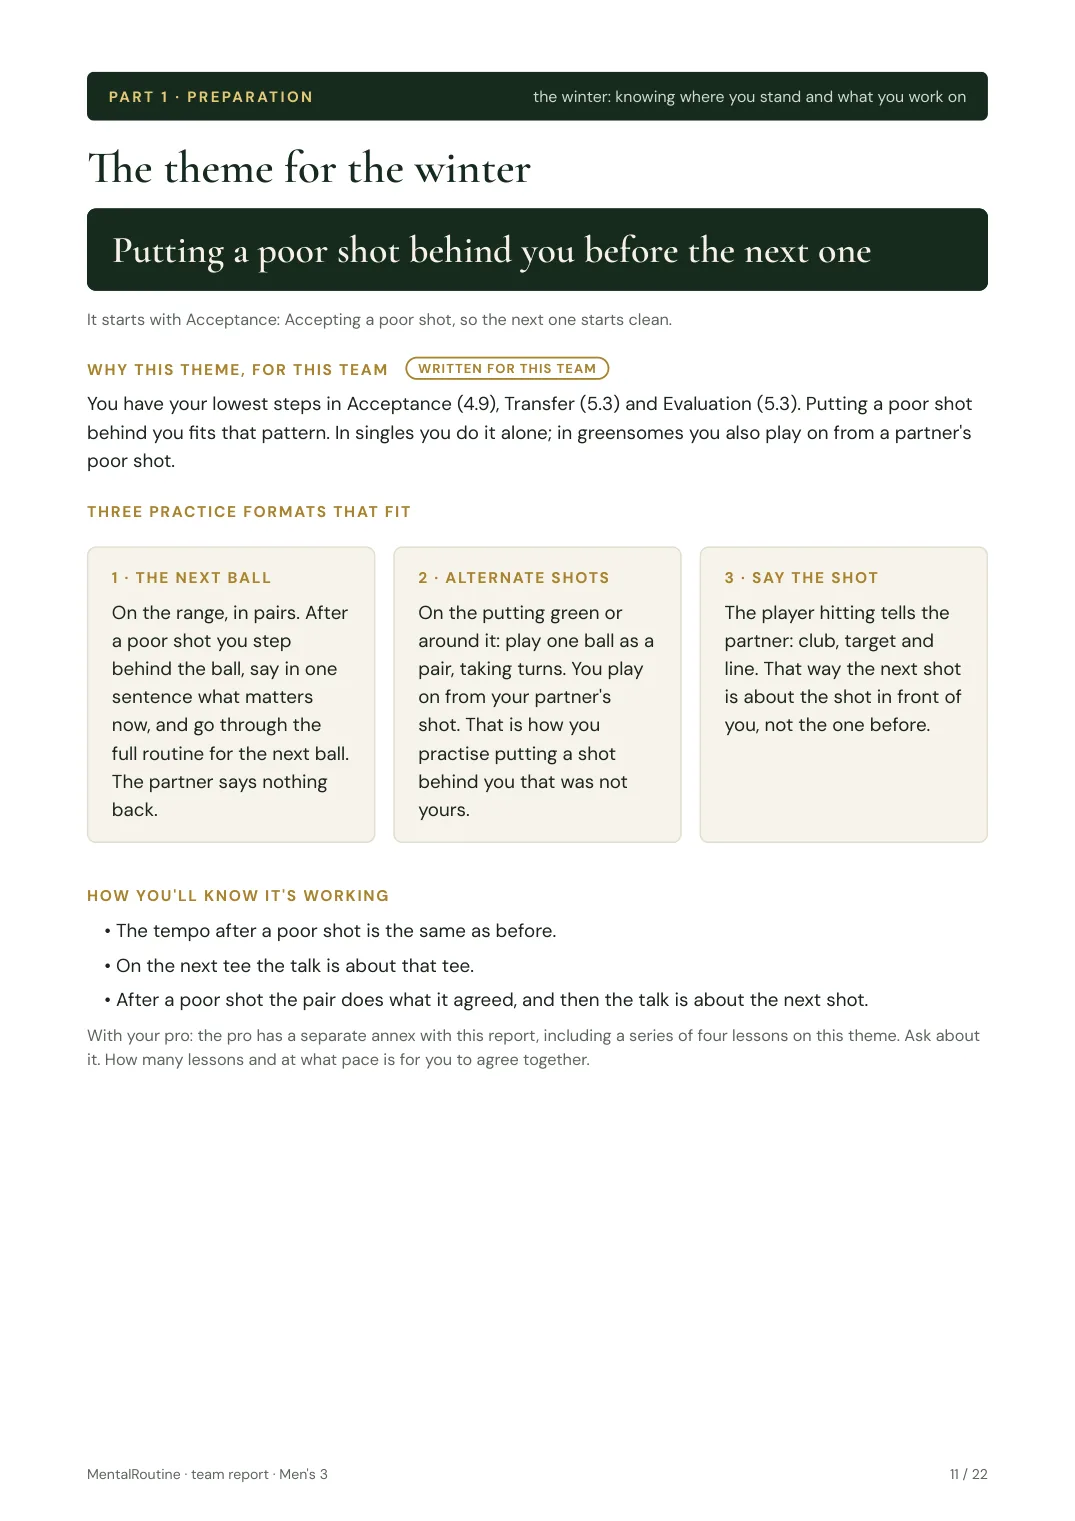 PART 1 · PREPARATION
the winter: knowing where you stand and what you work on
The theme for the winter
Putting a poor shot behind you before the next one
It starts with Acceptance: Accepting a poor shot, so the next one starts clean.
WHY THIS THEME, FOR THIS TEAM
WRITTEN FOR THIS TEAM
You have your lowest steps in Acceptance (4.9), Transfer (5.3) and Evaluation (5.3). Putting a poor shot
behind you fits that pattern. In singles you do it alone; in greensomes you also play on from a partner's
poor shot.
THREE PRACTICE FORMATS THAT FIT
1 · THE NEXT BALL
On the range, in pairs. After
a poor shot you step
behind the ball, say in one
sentence what matters
now, and go through the
full routine for the next ball.
The partner says nothing
back.
2 · ALTERNATE SHOTS
On the putting green or
around it: play one ball as a
pair, taking turns. You play
on from your partner's
shot. That is how you
practise putting a shot
behind you that was not
yours.
3 · SAY THE SHOT
The player hitting tells the
partner: club, target and
line. That way the next shot
is about the shot in front of
you, not the one before.
HOW YOU'LL KNOW IT'S WORKING
• The tempo after a poor shot is the same as before.
• On the next tee the talk is about that tee.
• After a poor shot the pair does what it agreed, and then the talk is about the next shot.
With your pro: the pro has a separate annex with this report, including a series of four lessons on this theme. Ask about
it. How many lessons and at what pace is for you to agree together.
MentalRoutine · team report · Men's 3
11 / 22